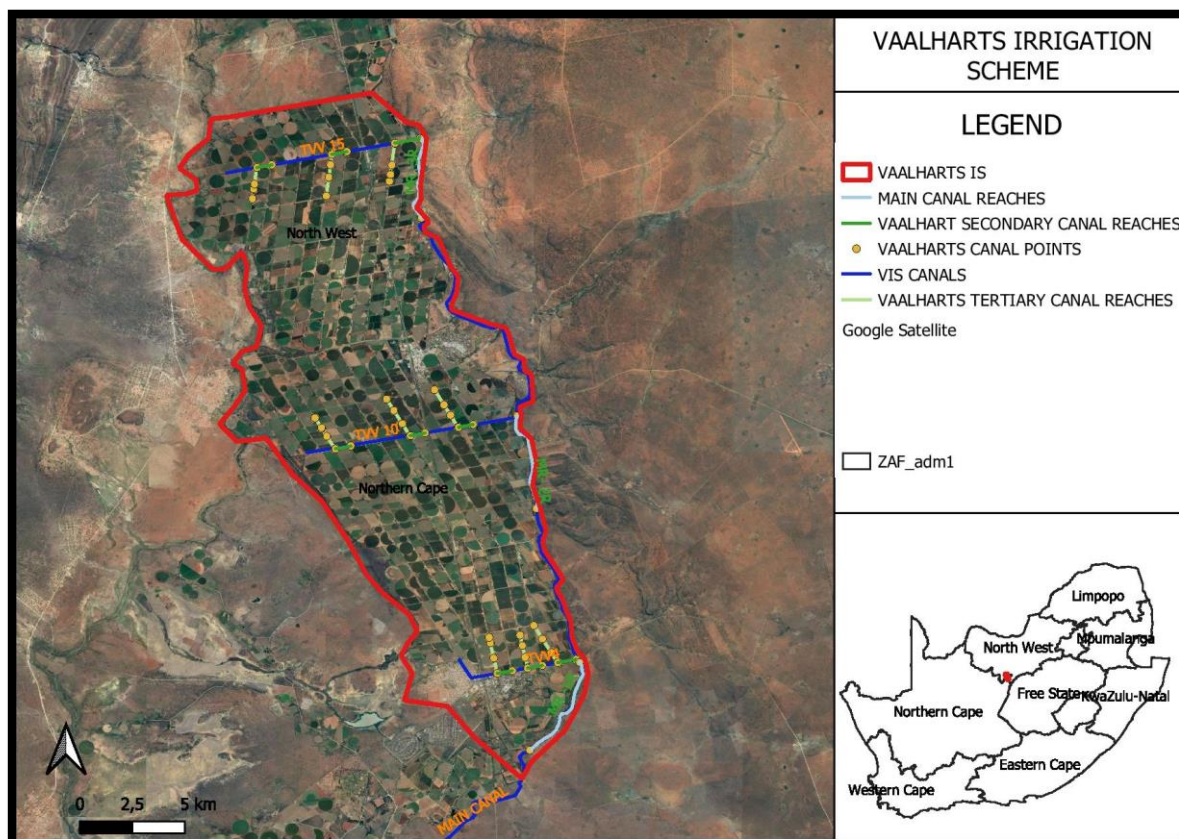 VAALHARTS IRRIGATION
SCHEME
LEGEND
VAALHARTS IS
MAIN CANAL REACHES
VAALHART SECONDARY CANAL REACHES
VAALHARTS CANAL POINTS
VIS CANALS
VAALHARTS TERTIARY CANAL REACHES
Google Satellite
ZAF_adm1
TVV 15
North West
TVV 10
Northern Cape
TVV4
MAIN CANAL
0 2,5 5 km
Limpopo
Mpumalanga
North West
Free State
KwaZulu-Natal
Northern Cape
Eastern Cape
Western Cape